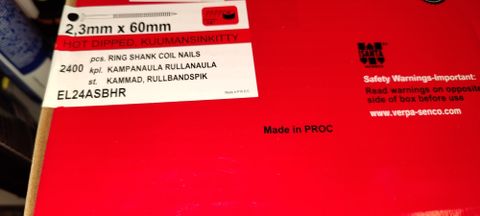 2,3mm x 60mm
HOT DIPPED, KUUMASINKITTY
2400 pcs. RING SHANK COIL NAILS
kpl. KAMPANAULA RULLANAULA
st. KAMMAD, RULLBANDSPIK
EL24ASBHR
Made in P.R.O.C
Made in PROC
Safety Warnings-Important:
Read warnings on opposite
side of box before use
www.verpa-senco.com